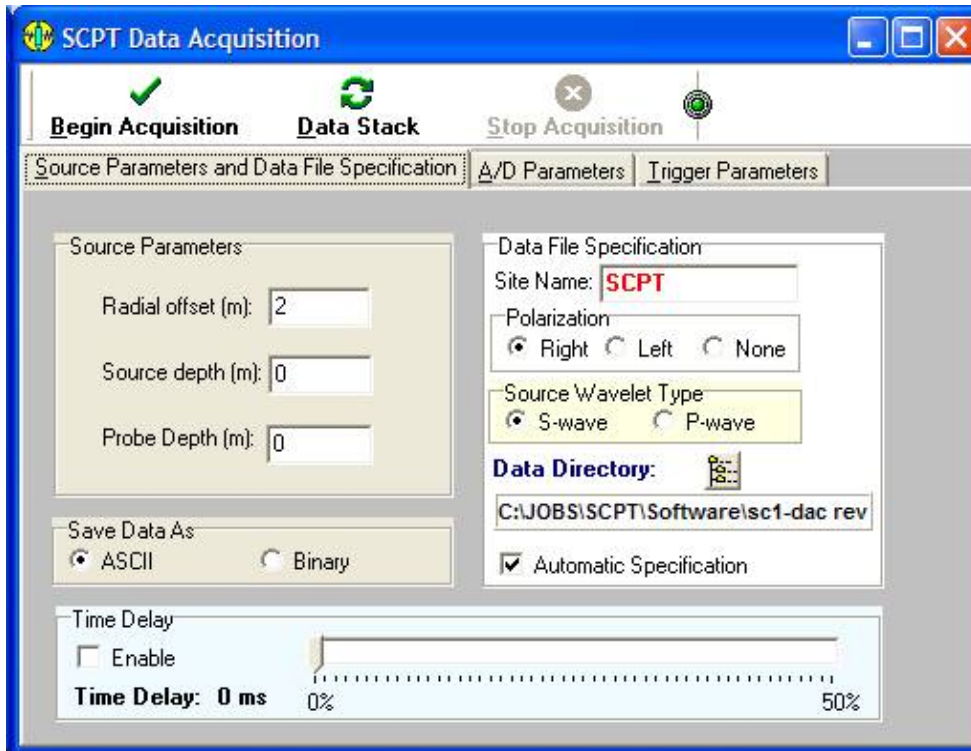 SCPT Data Acquisition
Begin Acquisition
Data Stack
Stop Acquisition
Source Parameters and Data File Specification
A/D Parameters
Trigger Parameters
Source Parameters
Radial offset (m): 2
Source depth (m): 0
Probe Depth (m): 0
Save Data As
ASCII
Binary
Data File Specification
Site Name: SCPT
Polarization
Right
Left
None
Source Wavelet Type
S-wave
P-wave
Data Directory:
C:\JOBS\SCPT\Software\sc1-dac rev
Automatic Specification
Time Delay
Enable
Time Delay: 0 ms
0%
50%